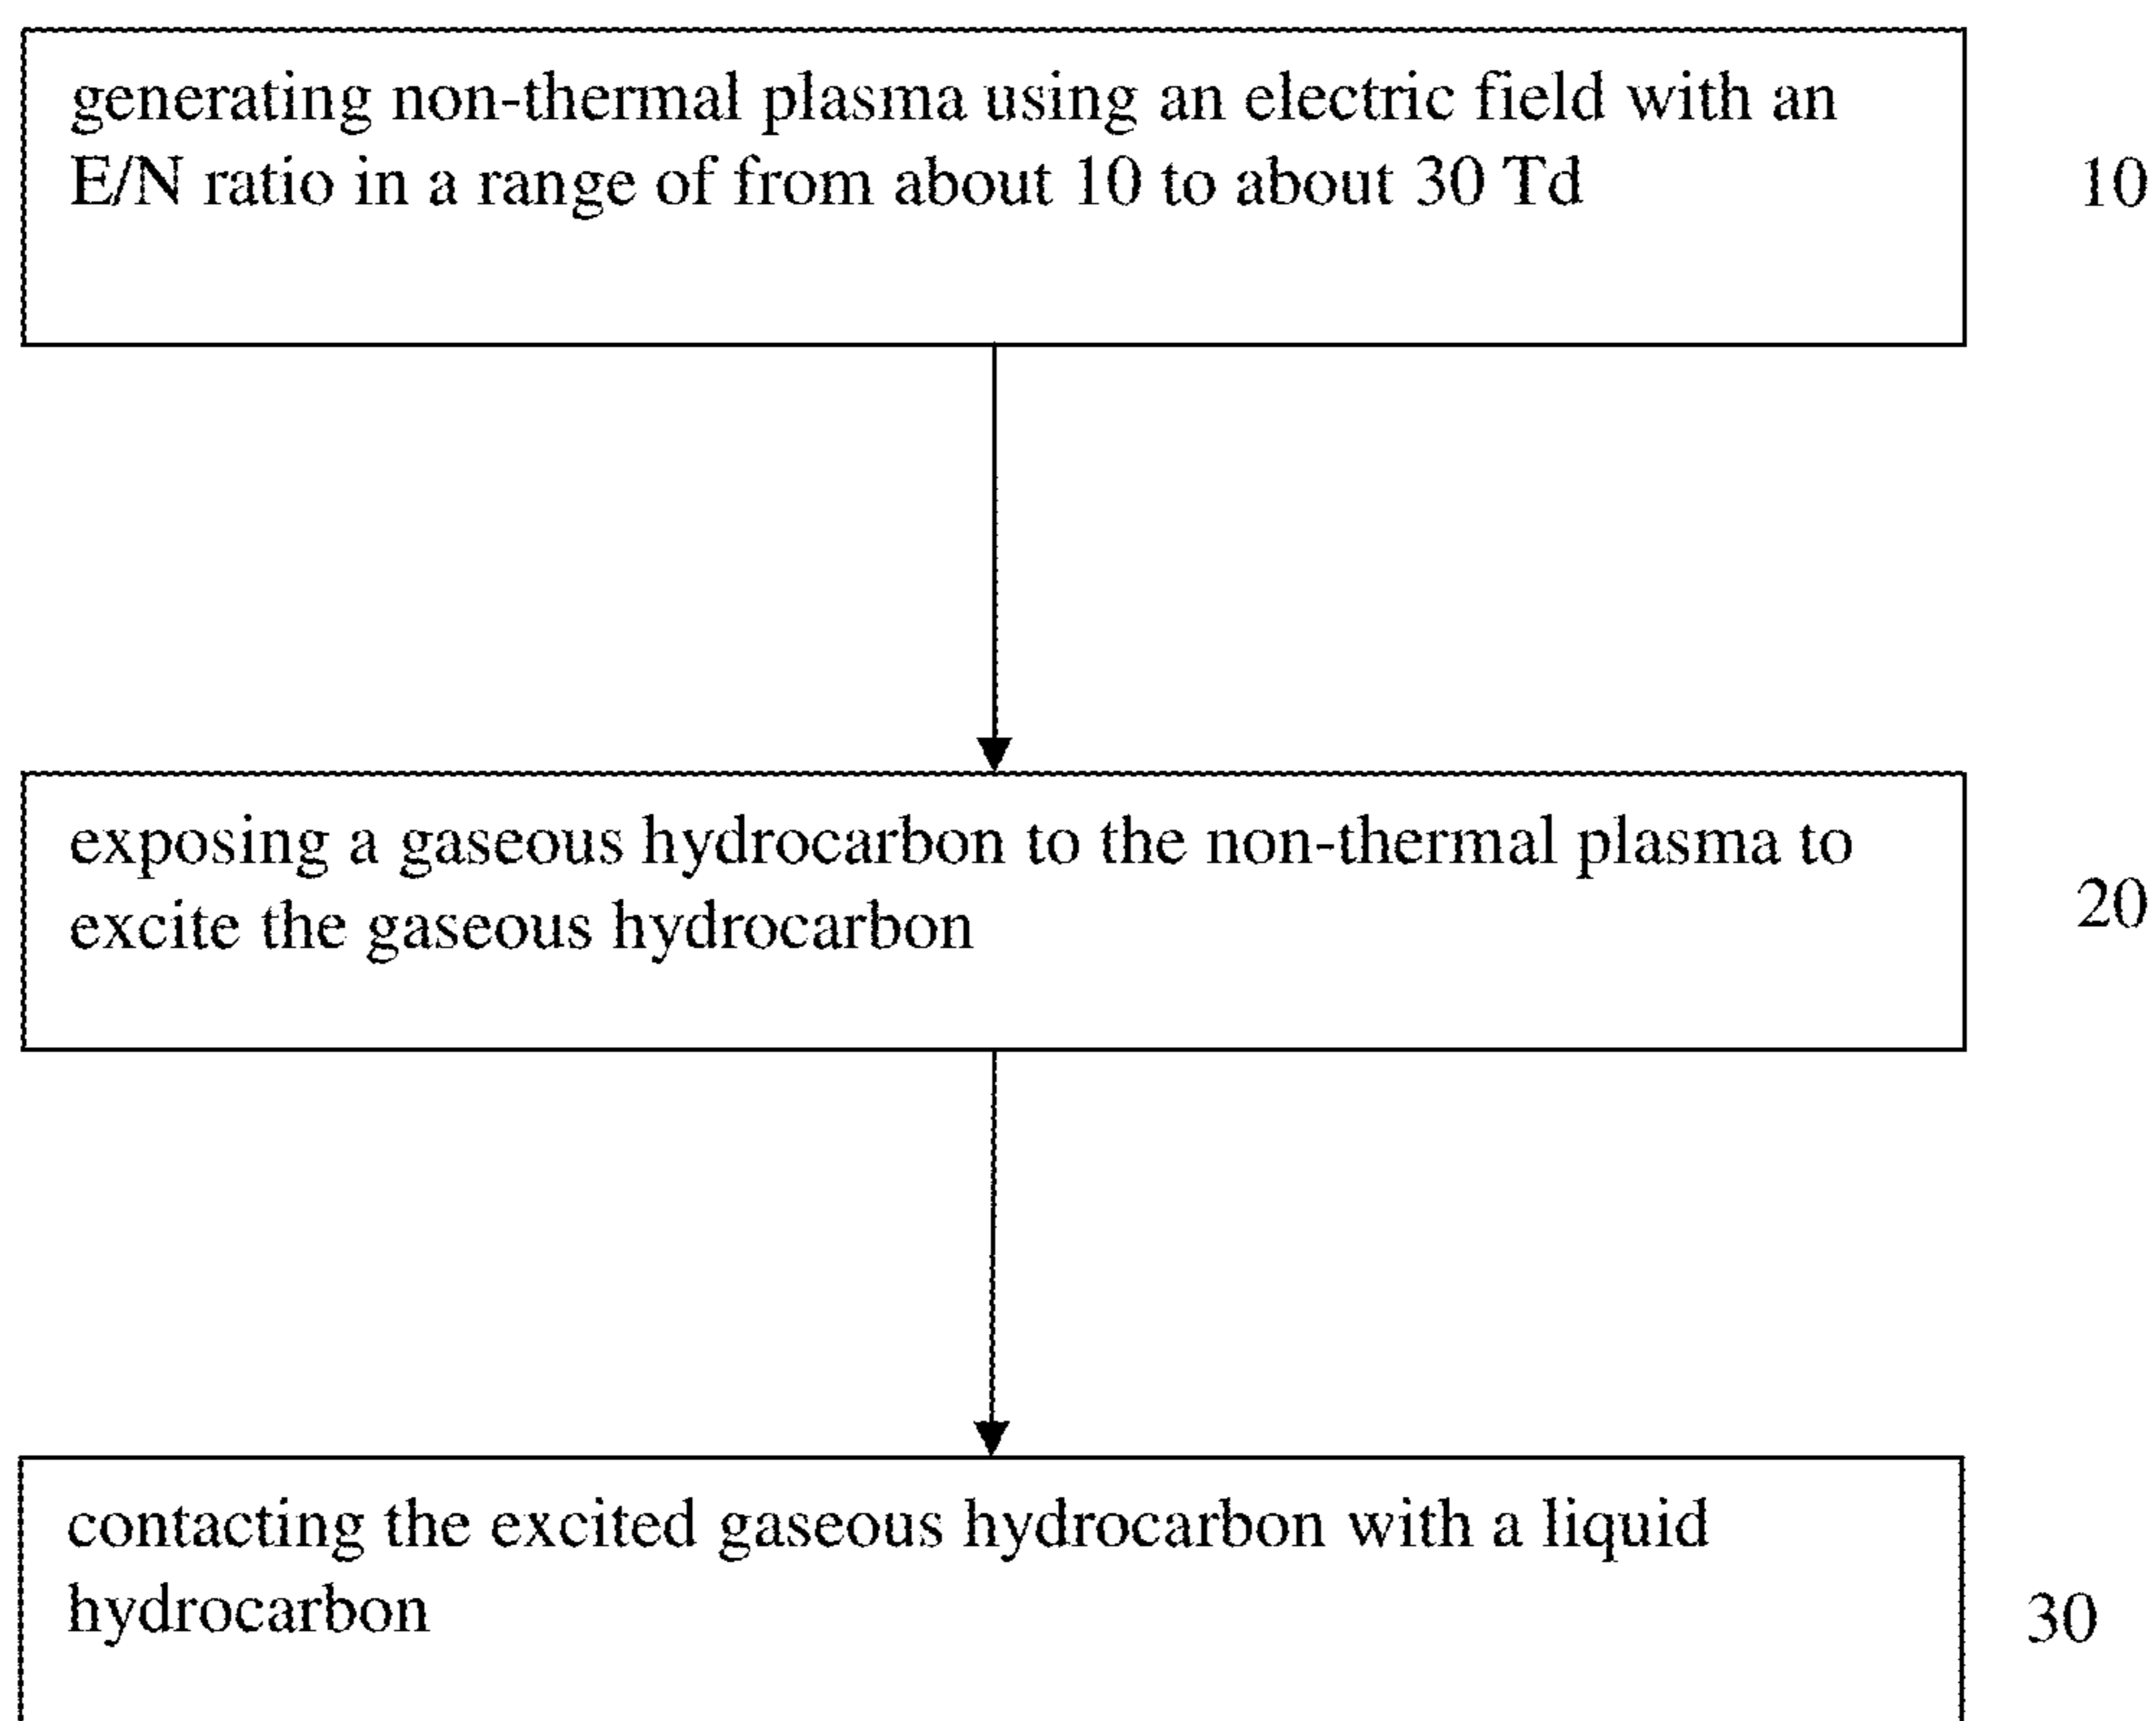 generating non-thermal plasma using an electric field with an
E/N ratio in a range of from about 10 to about 30 Td
10
exposing a gaseous hydrocarbon to the non-thermal plasma to
excite the gaseous hydrocarbon
20
contacting the excited gaseous hydrocarbon with a liquid
hydrocarbon
30